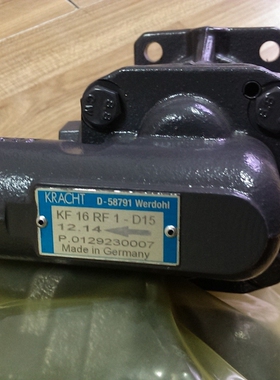 KRACHT D-58791 Werdohl
KF 16 RF 1 - D15
12.14
P.0129230007
Made in Germany